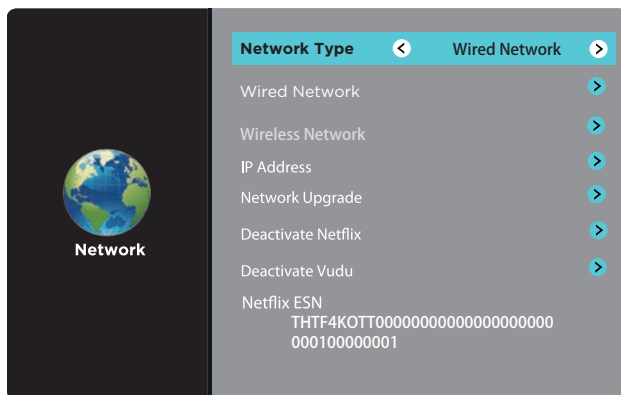 Network Type < Wired Network >
Wired Network >
Wireless Network >
IP Address >
Network Upgrade >
Deactivate Netflix >
Network
Deactivate Vudu >
Netflix ESN
THTF4KOTT00000000000000000000
000100000001